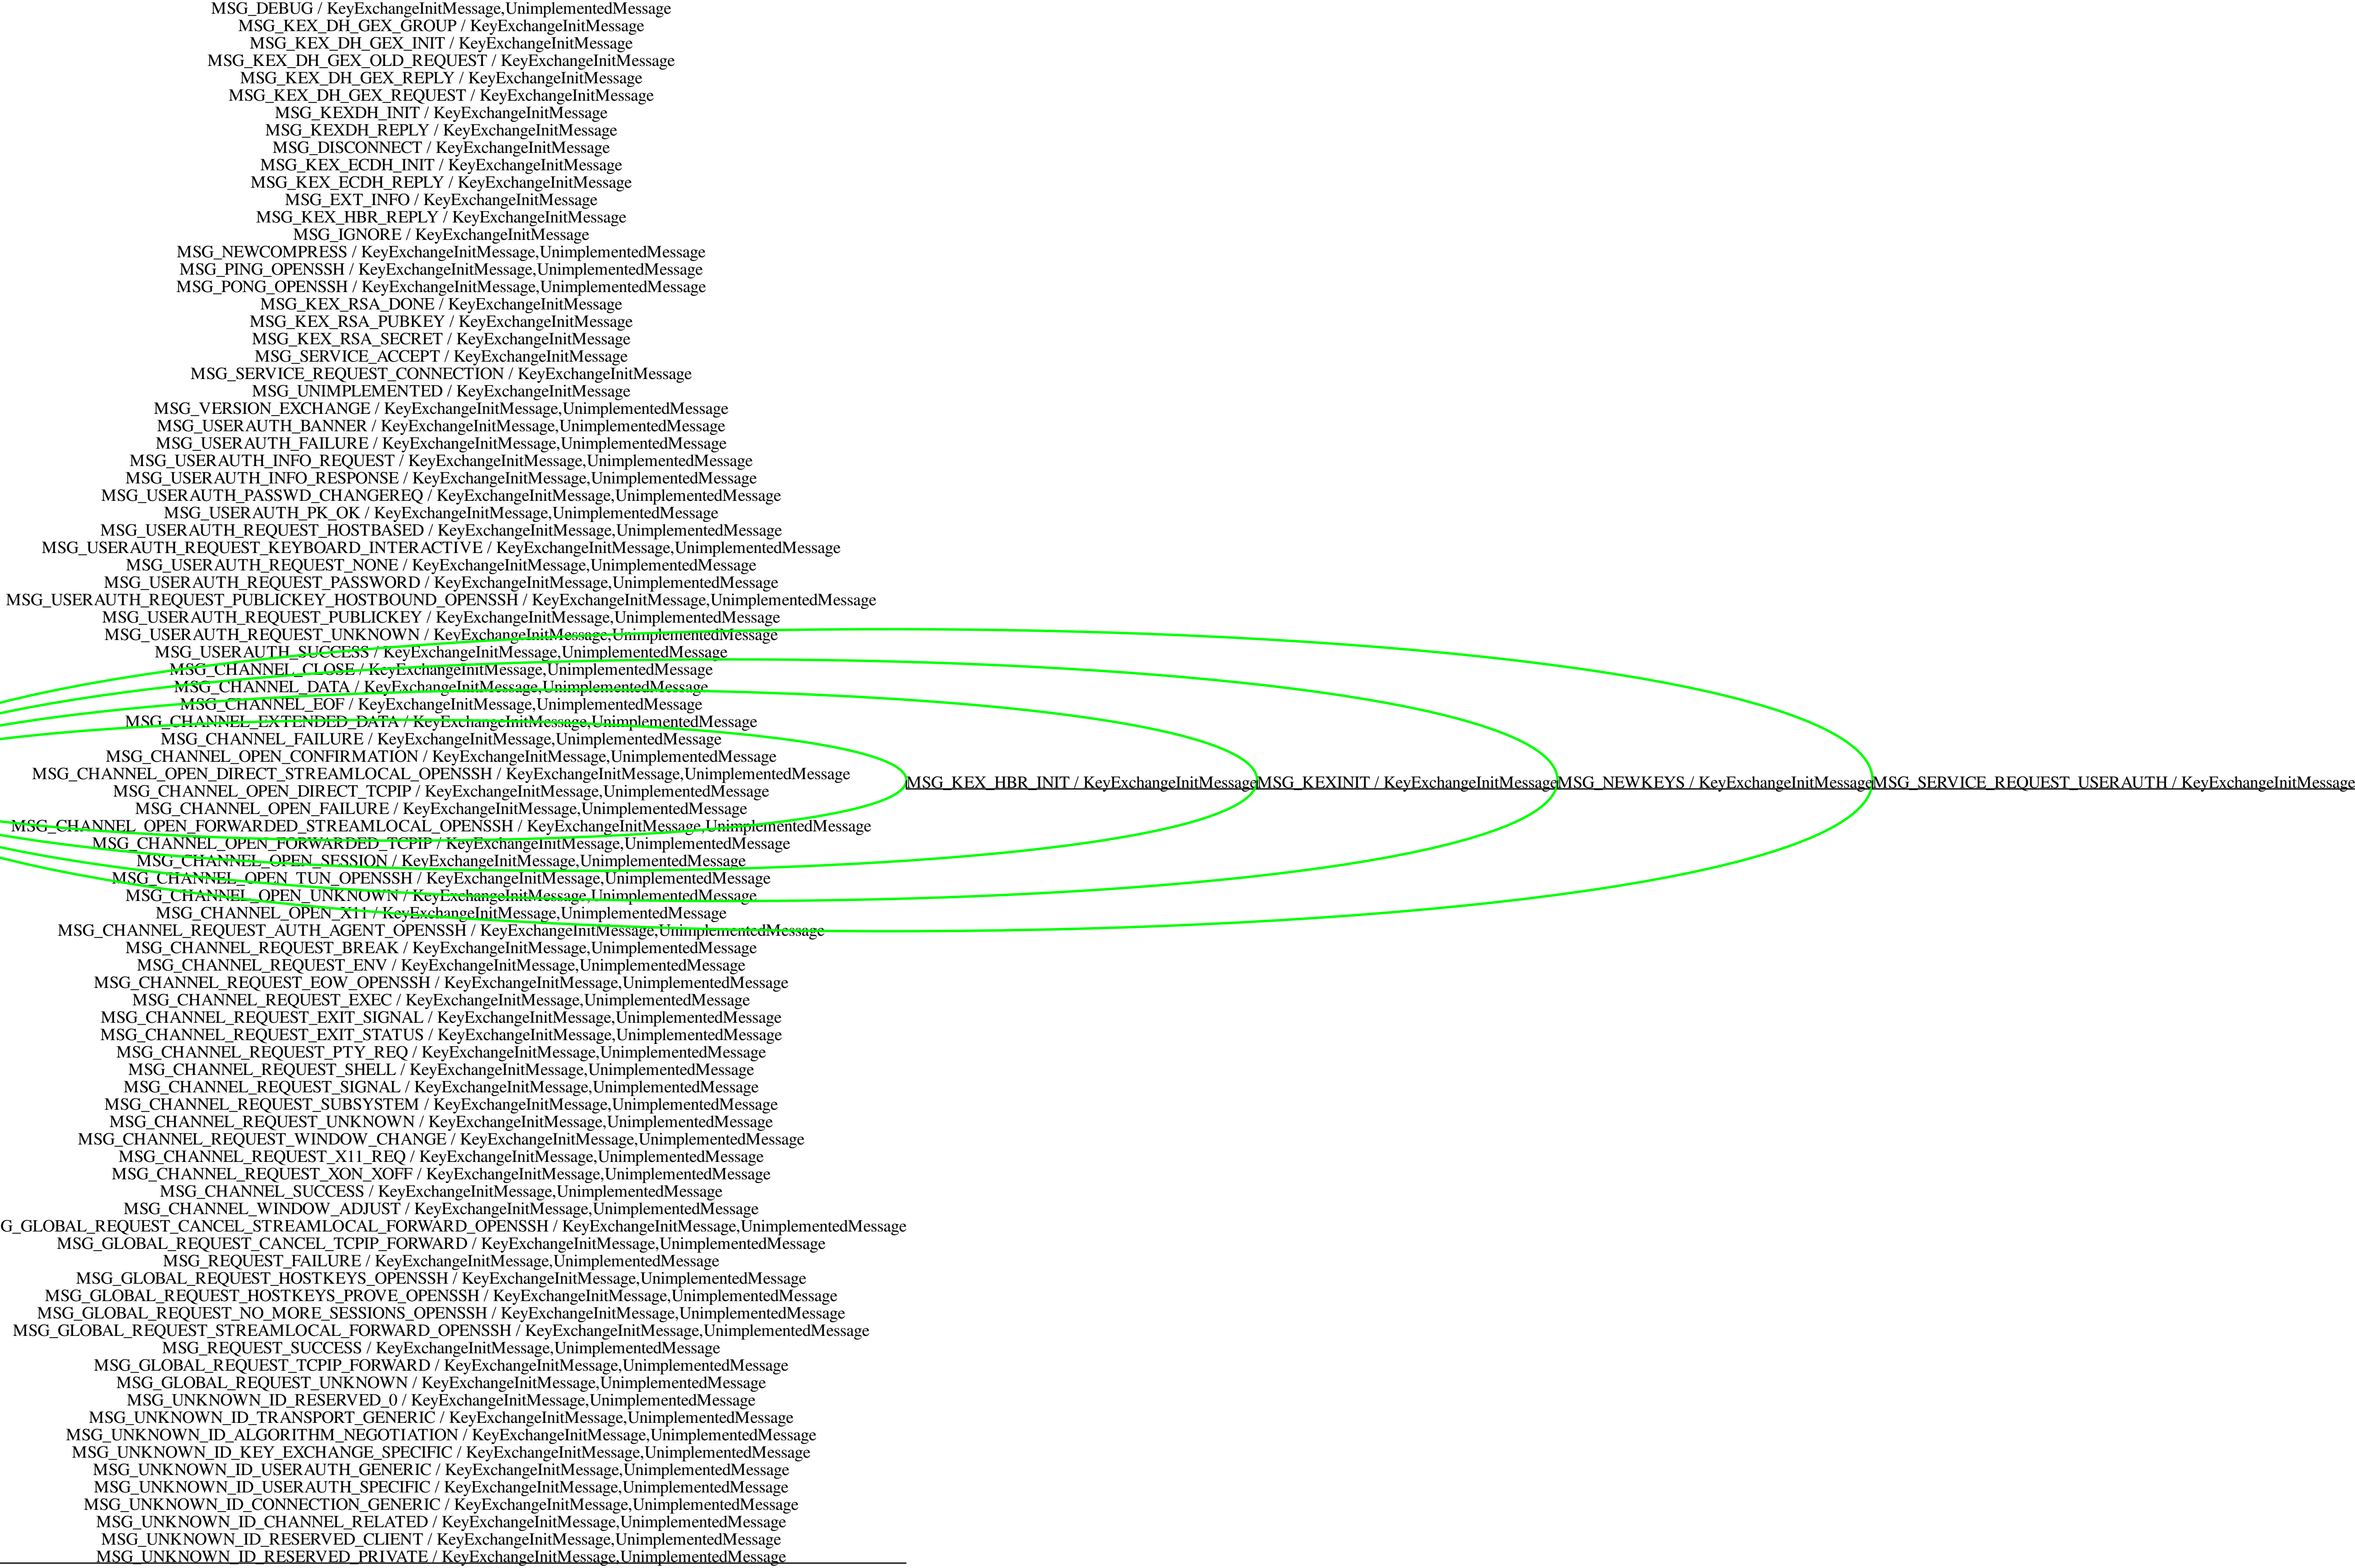 MSG_DEBUG / KeyExchangeInitMessage,UnimplementedMessage
MSG_KEX_DH_GEX_GROUP / KeyExchangeInitMessage
MSG_KEX_DH_GEX_INIT / KeyExchangeInitMessage
MSG_KEX_DH_GEX_OLD_REQUEST / KeyExchangeInitMessage
MSG_KEX_DH_GEX_REPLY / KeyExchangeInitMessage
MSG_KEX_DH_GEX_REQUEST / KeyExchangeInitMessage
MSG_KEXDH_INIT / KeyExchangeInitMessage
MSG_KEXDH_REPLY / KeyExchangeInitMessage
MSG_DISCONNECT / KeyExchangeInitMessage
MSG_KEX_ECDH_INIT / KeyExchangeInitMessage
MSG_KEX_ECDH_REPLY / KeyExchangeInitMessage
MSG_EXT_INFO / KeyExchangeInitMessage
MSG_KEX_HBR_REPLY / KeyExchangeInitMessage
MSG_IGNORE / KeyExchangeInitMessage
MSG_NEWCOMPRESS / KeyExchangeInitMessage,UnimplementedMessage
MSG_PING_OPENSSH / KeyExchangeInitMessage,UnimplementedMessage
MSG_PONG_OPENSSH / KeyExchangeInitMessage,UnimplementedMessage
MSG_KEX_RSA_DONE / KeyExchangeInitMessage
MSG_KEX_RSA_PUBKEY / KeyExchangeInitMessage
MSG_KEX_RSA_SECRET / KeyExchangeInitMessage
MSG_SERVICE_ACCEPT / KeyExchangeInitMessage
MSG_SERVICE_REQUEST_CONNECTION / KeyExchangeInitMessage
MSG_UNIMPLEMENTED / KeyExchangeInitMessage
MSG_VERSION_EXCHANGE / KeyExchangeInitMessage,UnimplementedMessage
MSG_USERAUTH_BANNER / KeyExchangeInitMessage,UnimplementedMessage
MSG_USERAUTH_FAILURE / KeyExchangeInitMessage,UnimplementedMessage
MSG_USERAUTH_INFO_REQUEST / KeyExchangeInitMessage,UnimplementedMessage
MSG_USERAUTH_INFO_RESPONSE / KeyExchangeInitMessage,UnimplementedMessage
MSG_USERAUTH_PASSWD_CHANGEREQ / KeyExchangeInitMessage,UnimplementedMessage
MSG_USERAUTH_PK_OK / KeyExchangeInitMessage,UnimplementedMessage
MSG_USERAUTH_REQUEST_HOSTBASED / KeyExchangeInitMessage,UnimplementedMessage
MSG_USERAUTH_REQUEST_KEYBOARD_INTERACTIVE / KeyExchangeInitMessage,UnimplementedMessage
MSG_USERAUTH_REQUEST_NONE / KeyExchangeInitMessage,UnimplementedMessage
MSG_USERAUTH_REQUEST_PASSWORD / KeyExchangeInitMessage,UnimplementedMessage
MSG_USERAUTH_REQUEST_PUBLICKEY_HOSTBOUND_OPENSSH / KeyExchangeInitMessage,UnimplementedMessage
MSG_USERAUTH_REQUEST_PUBLICKEY / KeyExchangeInitMessage,UnimplementedMessage
MSG_USERAUTH_REQUEST_UNKNOWN / KeyExchangeInitMessage,UnimplementedMessage
MSG_USERAUTH_SUCCESS / KeyExchangeInitMessage,UnimplementedMessage
MSG_CHANNEL_CLOSE / KeyExchangeInitMessage,UnimplementedMessage
MSG_CHANNEL_DATA / KeyExchangeInitMessage,UnimplementedMessage
MSG_CHANNEL_EOF / KeyExchangeInitMessage,UnimplementedMessage
MSG_CHANNEL_EXTENDED_DATA / KeyExchangeInitMessage,UnimplementedMessage
MSG_CHANNEL_FAILURE / KeyExchangeInitMessage,UnimplementedMessage
MSG_CHANNEL_OPEN_CONFIRMATION / KeyExchangeInitMessage,UnimplementedMessage
MSG_CHANNEL_OPEN_DIRECT_STREAMLOCAL_OPENSSH / KeyExchangeInitMessage,UnimplementedMessage
MSG_KEX_HBR_INIT / KeyExchangeInitMessage MSG_KEXINIT / KeyExchangeInitMessage MSG_NEWKEYS / KeyExchangeInitMessage MSG_SERVICE_REQUEST_USERAUTH / KeyExchangeInitMessage
MSG_CHANNEL_OPEN_DIRECT_TCPIP / KeyExchangeInitMessage,UnimplementedMessage
MSG_CHANNEL_OPEN_FAILURE / KeyExchangeInitMessage,UnimplementedMessage
MSG_CHANNEL_OPEN_FORWARDED_STREAMLOCAL_OPENSSH / KeyExchangeInitMessage,UnimplementedMessage
MSG_CHANNEL_OPEN_FORWARDED_TCPIP / KeyExchangeInitMessage,UnimplementedMessage
MSG_CHANNEL_OPEN_SESSION / KeyExchangeInitMessage,UnimplementedMessage
MSG_CHANNEL_OPEN_TUN_OPENSSH / KeyExchangeInitMessage,UnimplementedMessage
MSG_CHANNEL_OPEN_UNKNOWN / KeyExchangeInitMessage,UnimplementedMessage
MSG_CHANNEL_OPEN_X11 / KeyExchangeInitMessage,UnimplementedMessage
MSG_CHANNEL_REQUEST_AUTH_AGENT_OPENSSH / KeyExchangeInitMessage,UnimplementedMessage
MSG_CHANNEL_REQUEST_BREAK / KeyExchangeInitMessage,UnimplementedMessage
MSG_CHANNEL_REQUEST_ENV / KeyExchangeInitMessage,UnimplementedMessage
MSG_CHANNEL_REQUEST_EOW_OPENSSH / KeyExchangeInitMessage,UnimplementedMessage
MSG_CHANNEL_REQUEST_EXEC / KeyExchangeInitMessage,UnimplementedMessage
MSG_CHANNEL_REQUEST_EXIT_SIGNAL / KeyExchangeInitMessage,UnimplementedMessage
MSG_CHANNEL_REQUEST_EXIT_STATUS / KeyExchangeInitMessage,UnimplementedMessage
MSG_CHANNEL_REQUEST_PTY_REQ / KeyExchangeInitMessage,UnimplementedMessage
MSG_CHANNEL_REQUEST_SHELL / KeyExchangeInitMessage,UnimplementedMessage
MSG_CHANNEL_REQUEST_SIGNAL / KeyExchangeInitMessage,UnimplementedMessage
MSG_CHANNEL_REQUEST_SUBSYSTEM / KeyExchangeInitMessage,UnimplementedMessage
MSG_CHANNEL_REQUEST_UNKNOWN / KeyExchangeInitMessage,UnimplementedMessage
MSG_CHANNEL_REQUEST_WINDOW_CHANGE / KeyExchangeInitMessage,UnimplementedMessage
MSG_CHANNEL_REQUEST_X11_REQ / KeyExchangeInitMessage,UnimplementedMessage
MSG_CHANNEL_REQUEST_XON_XOFF / KeyExchangeInitMessage,UnimplementedMessage
MSG_CHANNEL_SUCCESS / KeyExchangeInitMessage,UnimplementedMessage
MSG_CHANNEL_WINDOW_ADJUST / KeyExchangeInitMessage,UnimplementedMessage
G_GLOBAL_REQUEST_CANCEL_STREAMLOCAL_FORWARD_OPENSSH / KeyExchangeInitMessage,UnimplementedMessage
MSG_GLOBAL_REQUEST_CANCEL_TCPIP_FORWARD / KeyExchangeInitMessage,UnimplementedMessage
MSG_REQUEST_FAILURE / KeyExchangeInitMessage,UnimplementedMessage
MSG_GLOBAL_REQUEST_HOSTKEYS_OPENSSH / KeyExchangeInitMessage,UnimplementedMessage
MSG_GLOBAL_REQUEST_HOSTKEYS_PROVE_OPENSSH / KeyExchangeInitMessage,UnimplementedMessage
MSG_GLOBAL_REQUEST_NO_MORE_SESSIONS_OPENSSH / KeyExchangeInitMessage,UnimplementedMessage
MSG_GLOBAL_REQUEST_STREAMLOCAL_FORWARD_OPENSSH / KeyExchangeInitMessage,UnimplementedMessage
MSG_REQUEST_SUCCESS / KeyExchangeInitMessage,UnimplementedMessage
MSG_GLOBAL_REQUEST_TCPIP_FORWARD / KeyExchangeInitMessage,UnimplementedMessage
MSG_GLOBAL_REQUEST_UNKNOWN / KeyExchangeInitMessage,UnimplementedMessage
MSG_UNKNOWN_ID_RESERVED_0 / KeyExchangeInitMessage,UnimplementedMessage
MSG_UNKNOWN_ID_TRANSPORT_GENERIC / KeyExchangeInitMessage,UnimplementedMessage
MSG_UNKNOWN_ID_ALGORITHM_NEGOTIATION / KeyExchangeInitMessage,UnimplementedMessage
MSG_UNKNOWN_ID_KEY_EXCHANGE_SPECIFIC / KeyExchangeInitMessage,UnimplementedMessage
MSG_UNKNOWN_ID_USERAUTH_GENERIC / KeyExchangeInitMessage,UnimplementedMessage
MSG_UNKNOWN_ID_USERAUTH_SPECIFIC / KeyExchangeInitMessage,UnimplementedMessage
MSG_UNKNOWN_ID_CONNECTION_GENERIC / KeyExchangeInitMessage,UnimplementedMessage
MSG_UNKNOWN_ID_CHANNEL_RELATED / KeyExchangeInitMessage,UnimplementedMessage
MSG_UNKNOWN_ID_RESERVED_CLIENT / KeyExchangeInitMessage,UnimplementedMessage
MSG_UNKNOWN_ID_RESERVED_PRIVATE / KeyExchangeInitMessage,UnimplementedMessage